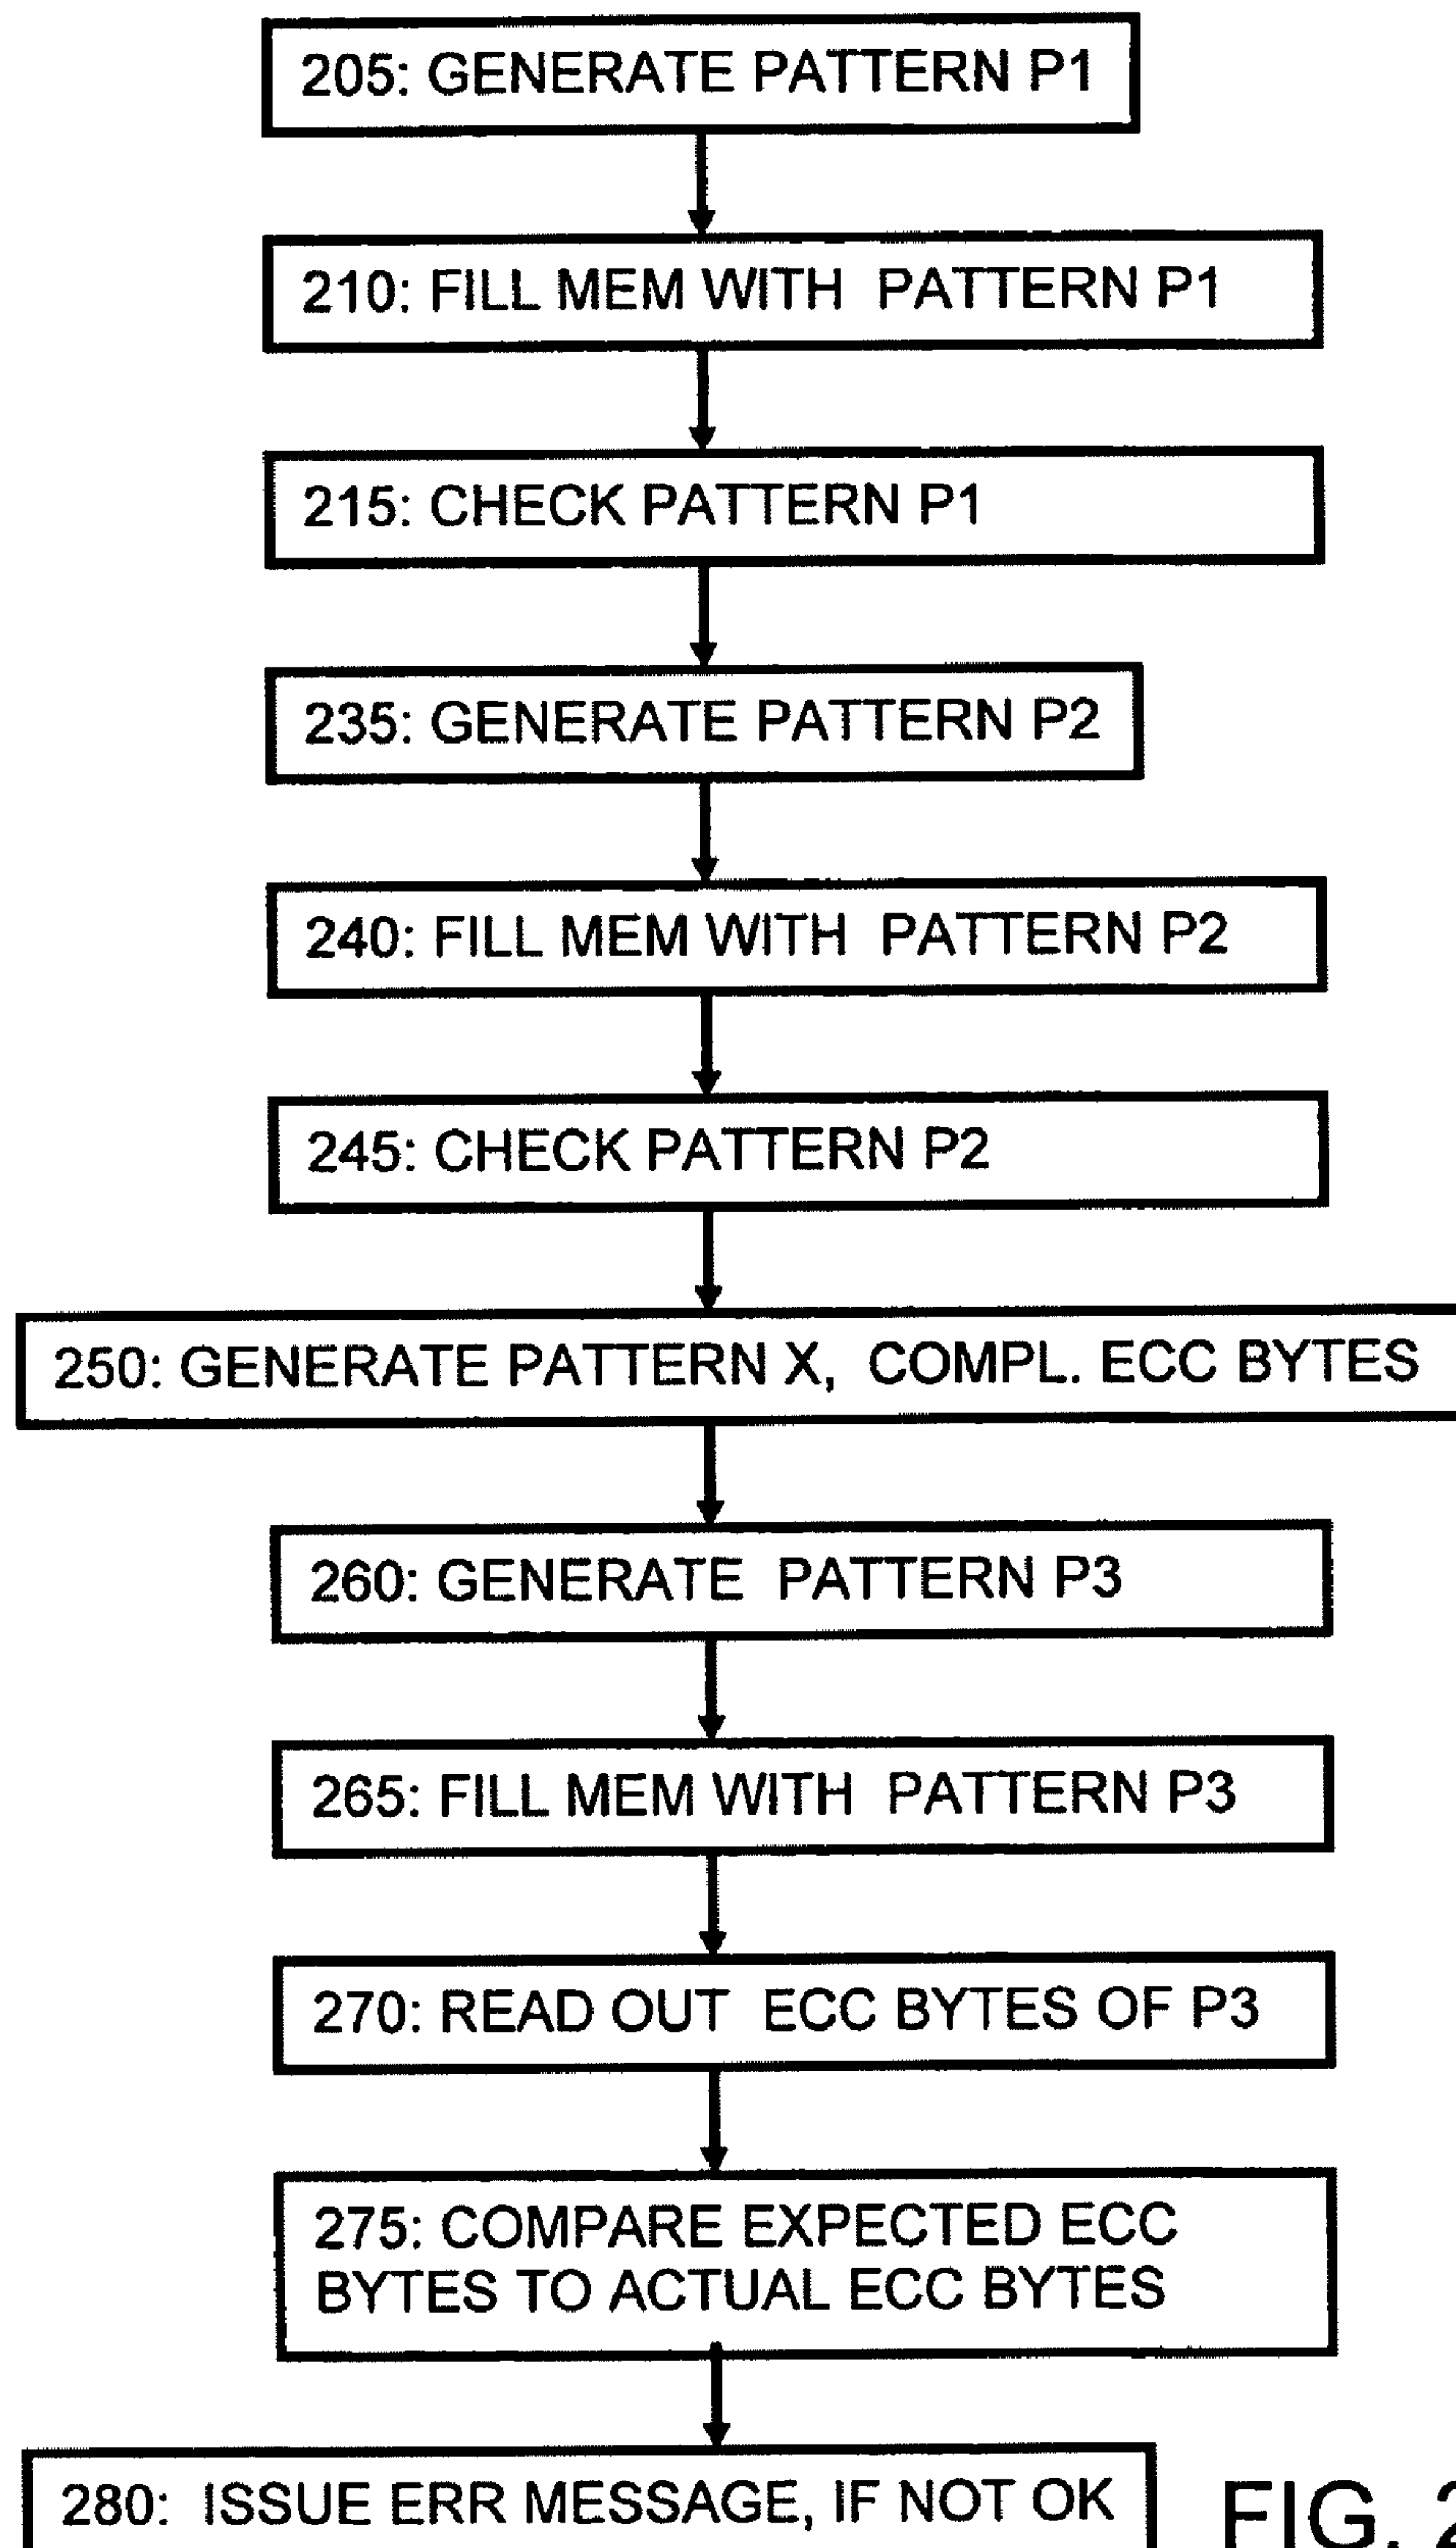 205: GENERATE PATTERN P1
210: FILL MEM WITH PATTERN P1
215: CHECK PATTERN P1
235: GENERATE PATTERN P2
240: FILL MEM WITH PATTERN P2
245: CHECK PATTERN P2
250: GENERATE PATTERN X, COMPL. ECC BYTES
260: GENERATE PATTERN P3
265: FILL MEM WITH PATTERN P3
270: READ OUT ECC BYTES OF P3
275: COMPARE EXPECTED ECC
BYTES TO ACTUAL ECC BYTES
280: ISSUE ERR MESSAGE, IF NOT OK
FIG. 2